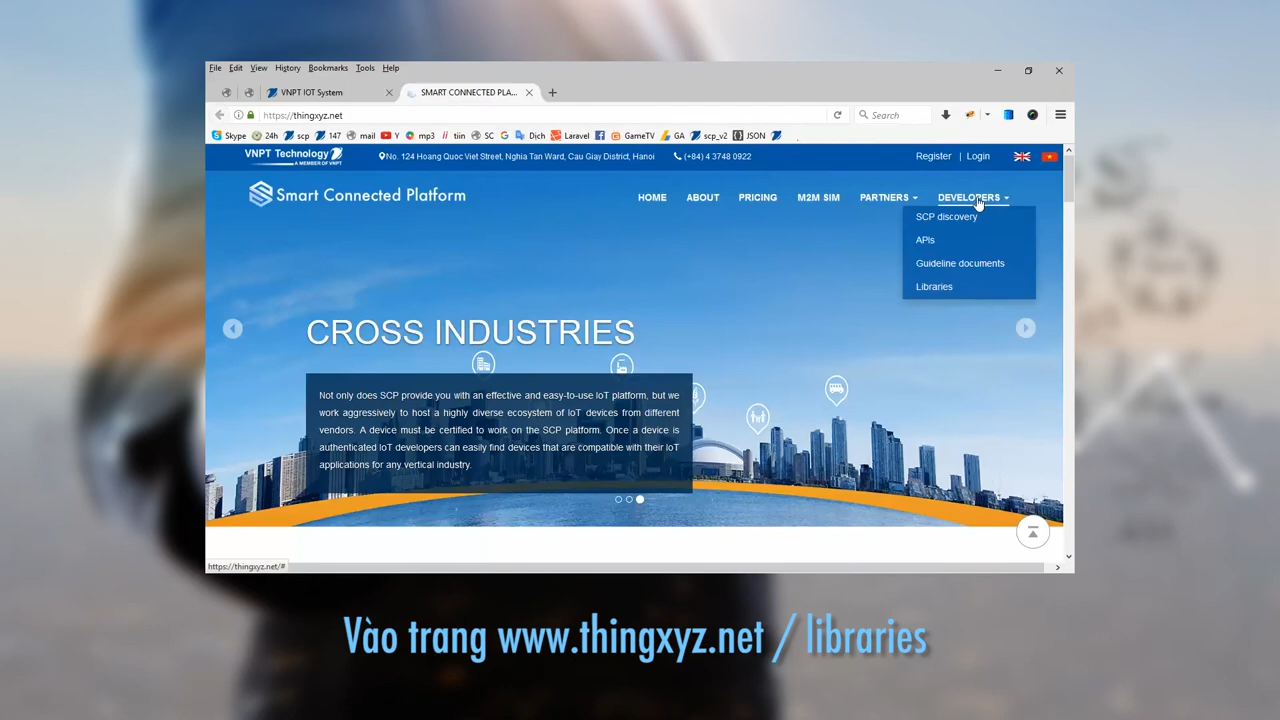 File Edit View History Bookmarks Tools Help
VNPT IOT System
SMART CONNECTED PLA...
https://thingxyz.net
Search
Skype 24h scp 147 mail Y mp3 tiin SC Dich Laravel GameTV GA scp_v2 JSON
VNPT Technology
A MEMBER OF VNPT
No. 124 Hoang Quoc Viet Street, Nghia Tan Ward, Cau Giay District, Hanoi
(+84) 4 3748 0922
Register | Login
Smart Connected Platform
HOME ABOUT PRICING M2M SIM PARTNERS DEVELOPERS
SCP discovery
APIs
Guideline documents
Libraries
CROSS INDUSTRIES
Not only does SCP provide you with an effective and easy-to-use IoT platform, but we
work aggressively to host a highly diverse ecosystem of IoT devices from different
vendors. A device must be certified to work on the SCP platform. Once a device is
authenticated IoT developers can easily find devices that are compatible with their IoT
applications for any vertical industry.
https://thingxyz.net/#
Vào trang www.thingxyz.net / libraries